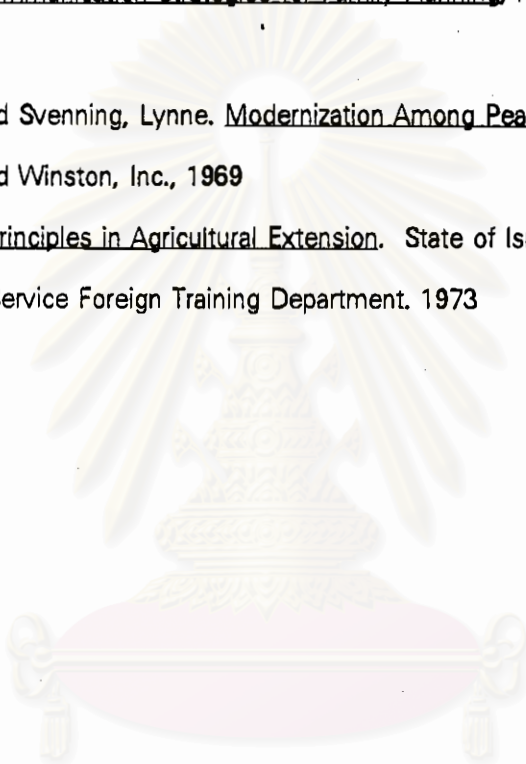 d Svenning, Lynne. Modernization Among Pea
d Winston, Inc., 1969
rinciples in Agricultural Extension. State of Is
ervice Foreign Training Department. 1973